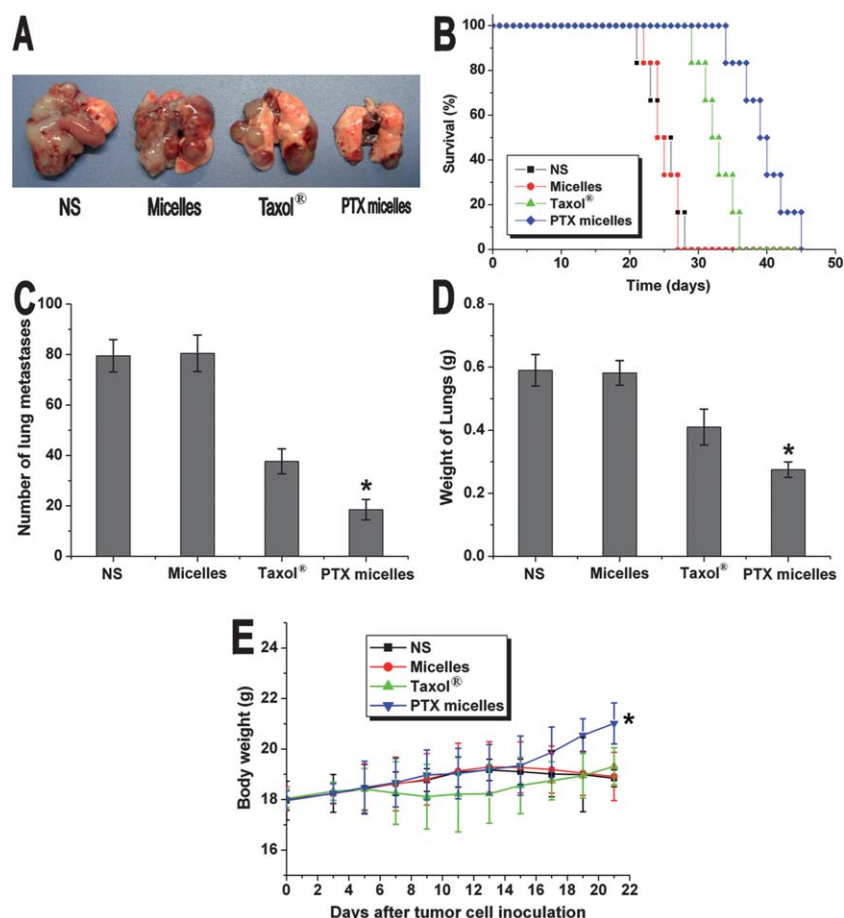 A
NS
Micelles
Taxol®
PTX micelles
B
Survival (%)
100
80
60
40
20
0
NS
Micelles
Taxol®
PTX micelles
0 10 20 30 40 50
Time (days)
C
Number of lung metastases
100
80
60
40
20
0
*
NS Micelles Taxol® PTX micelles
D
Weight of Lungs (g)
0.8
0.6
0.4
0.2
0.0
*
NS Micelles Taxol® PTX micelles
E
Body weight (g)
24
22
20
18
16
NS
Micelles
Taxol®
PTX micelles
*
0 2 4 6 8 10 12 14 16 18 20 22
Days after tumor cell inoculation